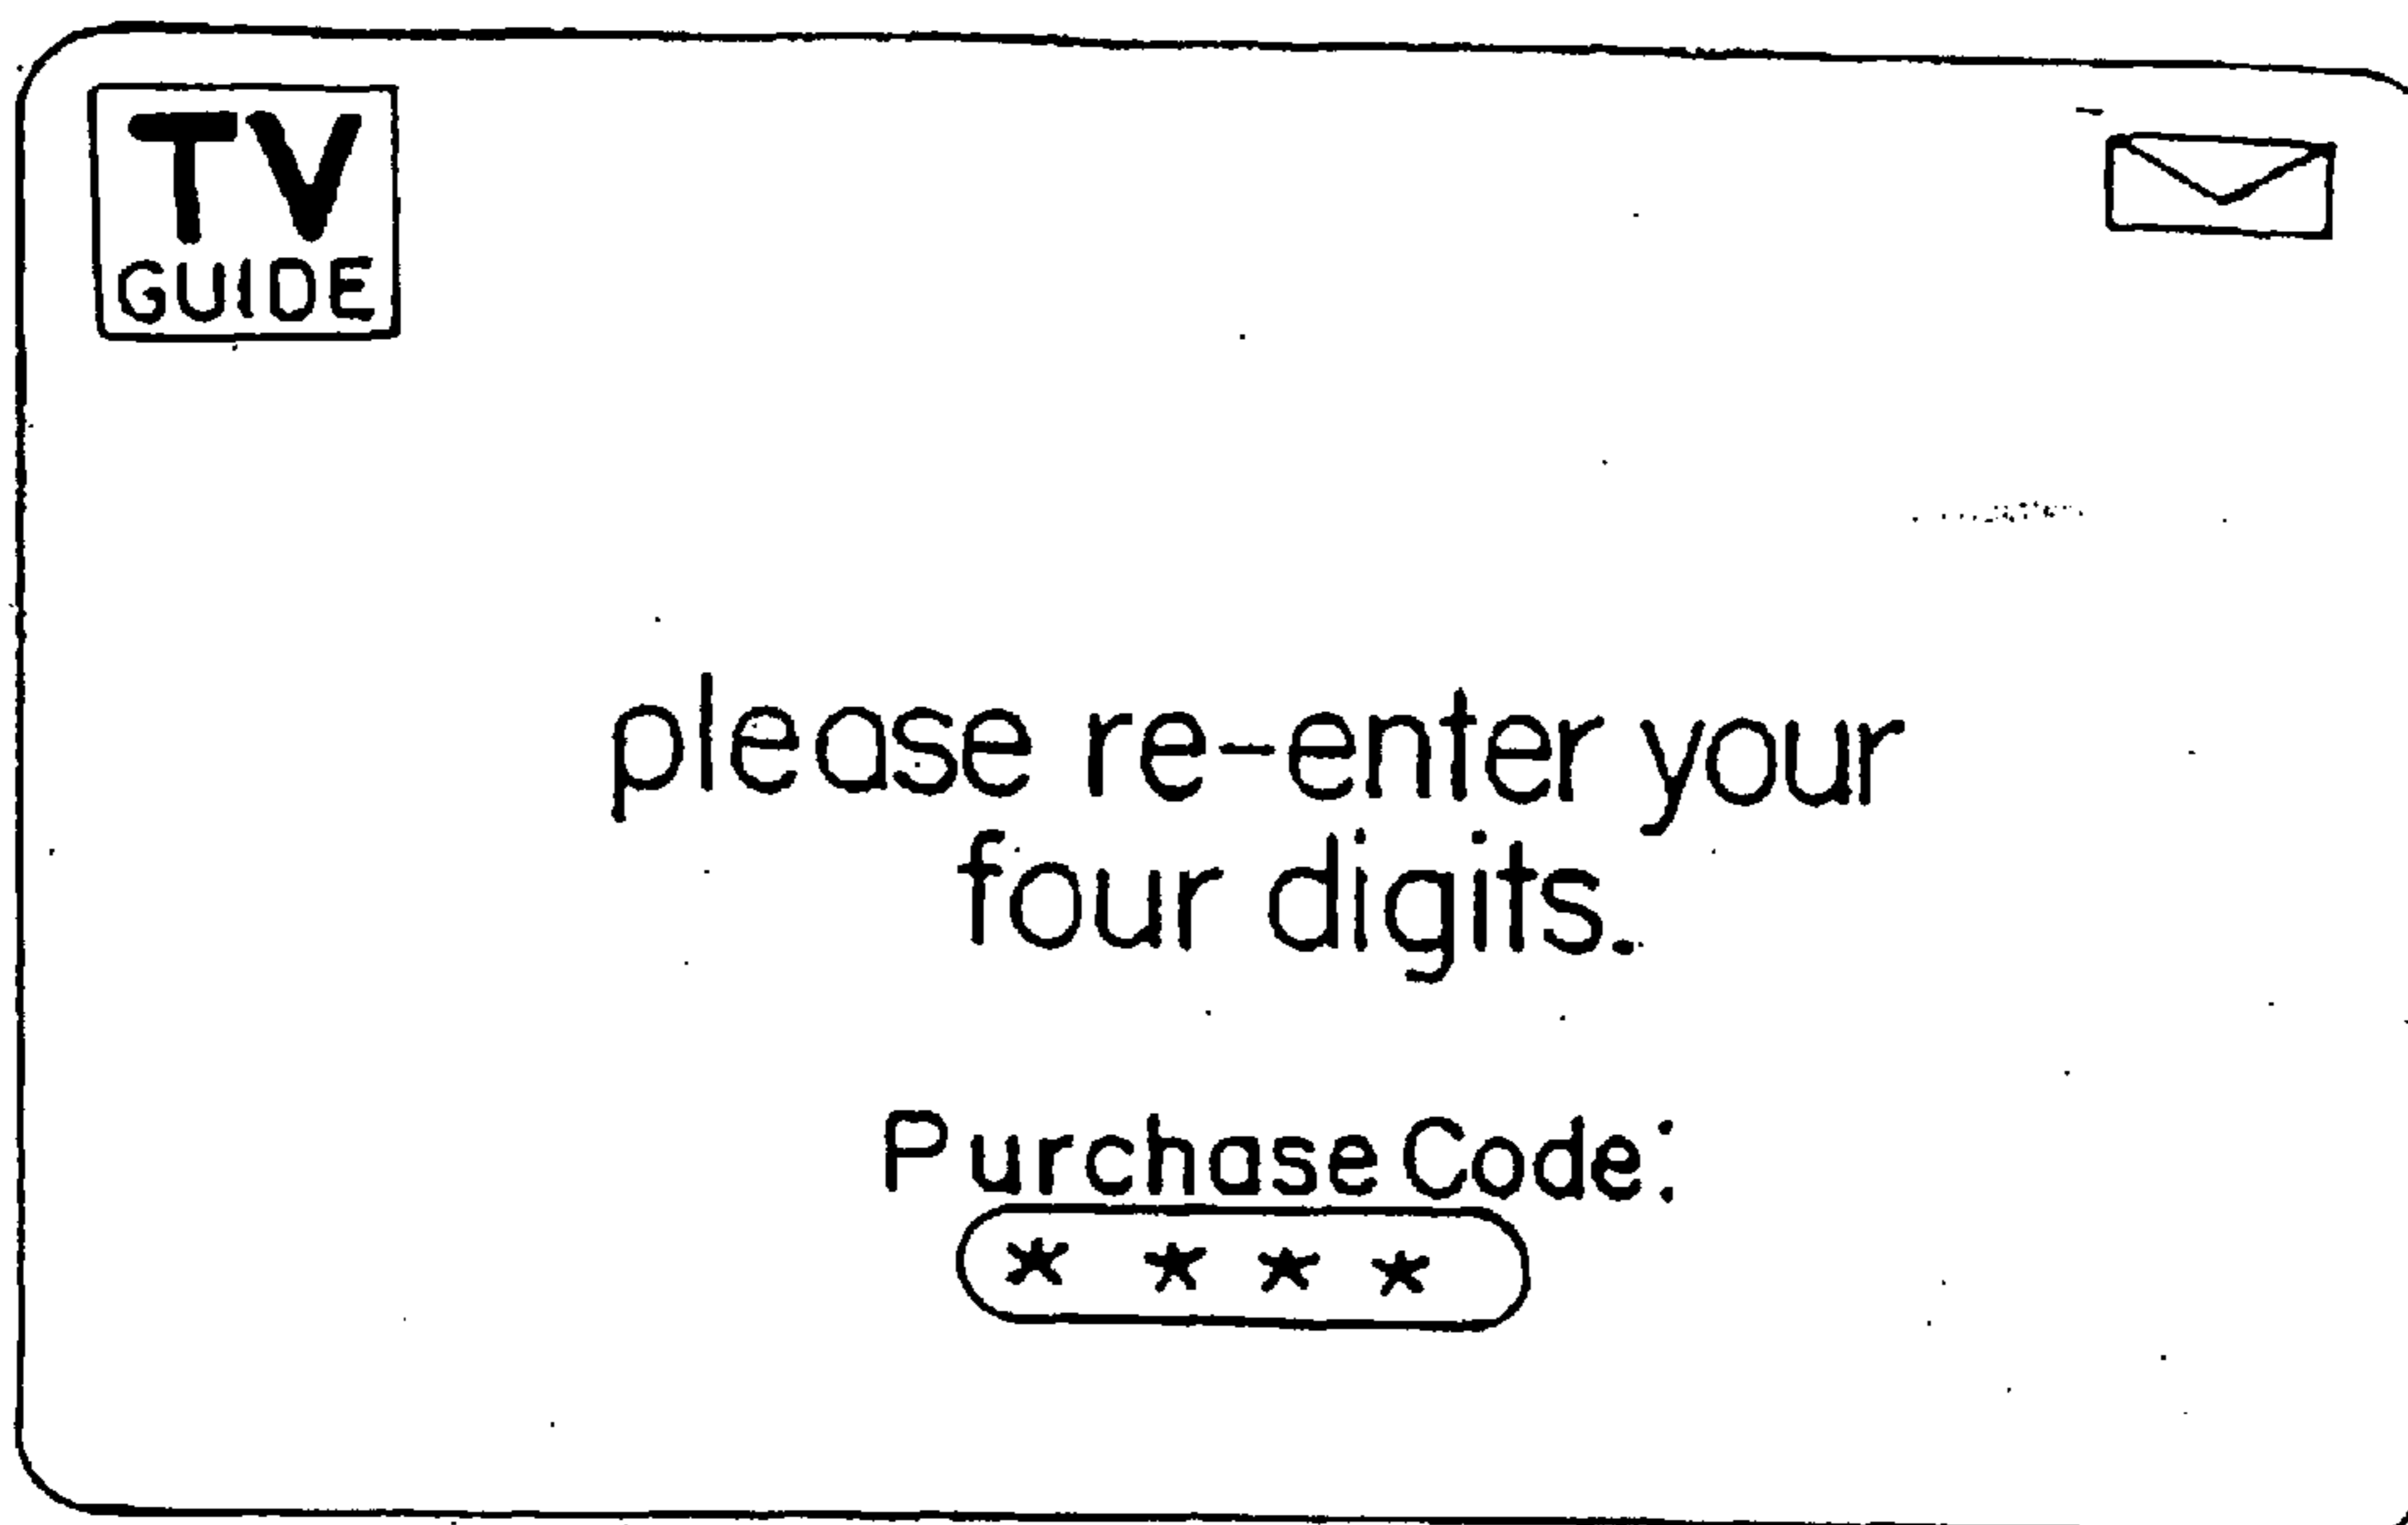 TV
GUIDE
please re-enter your
four digits.
Purchase Code:
* * * *